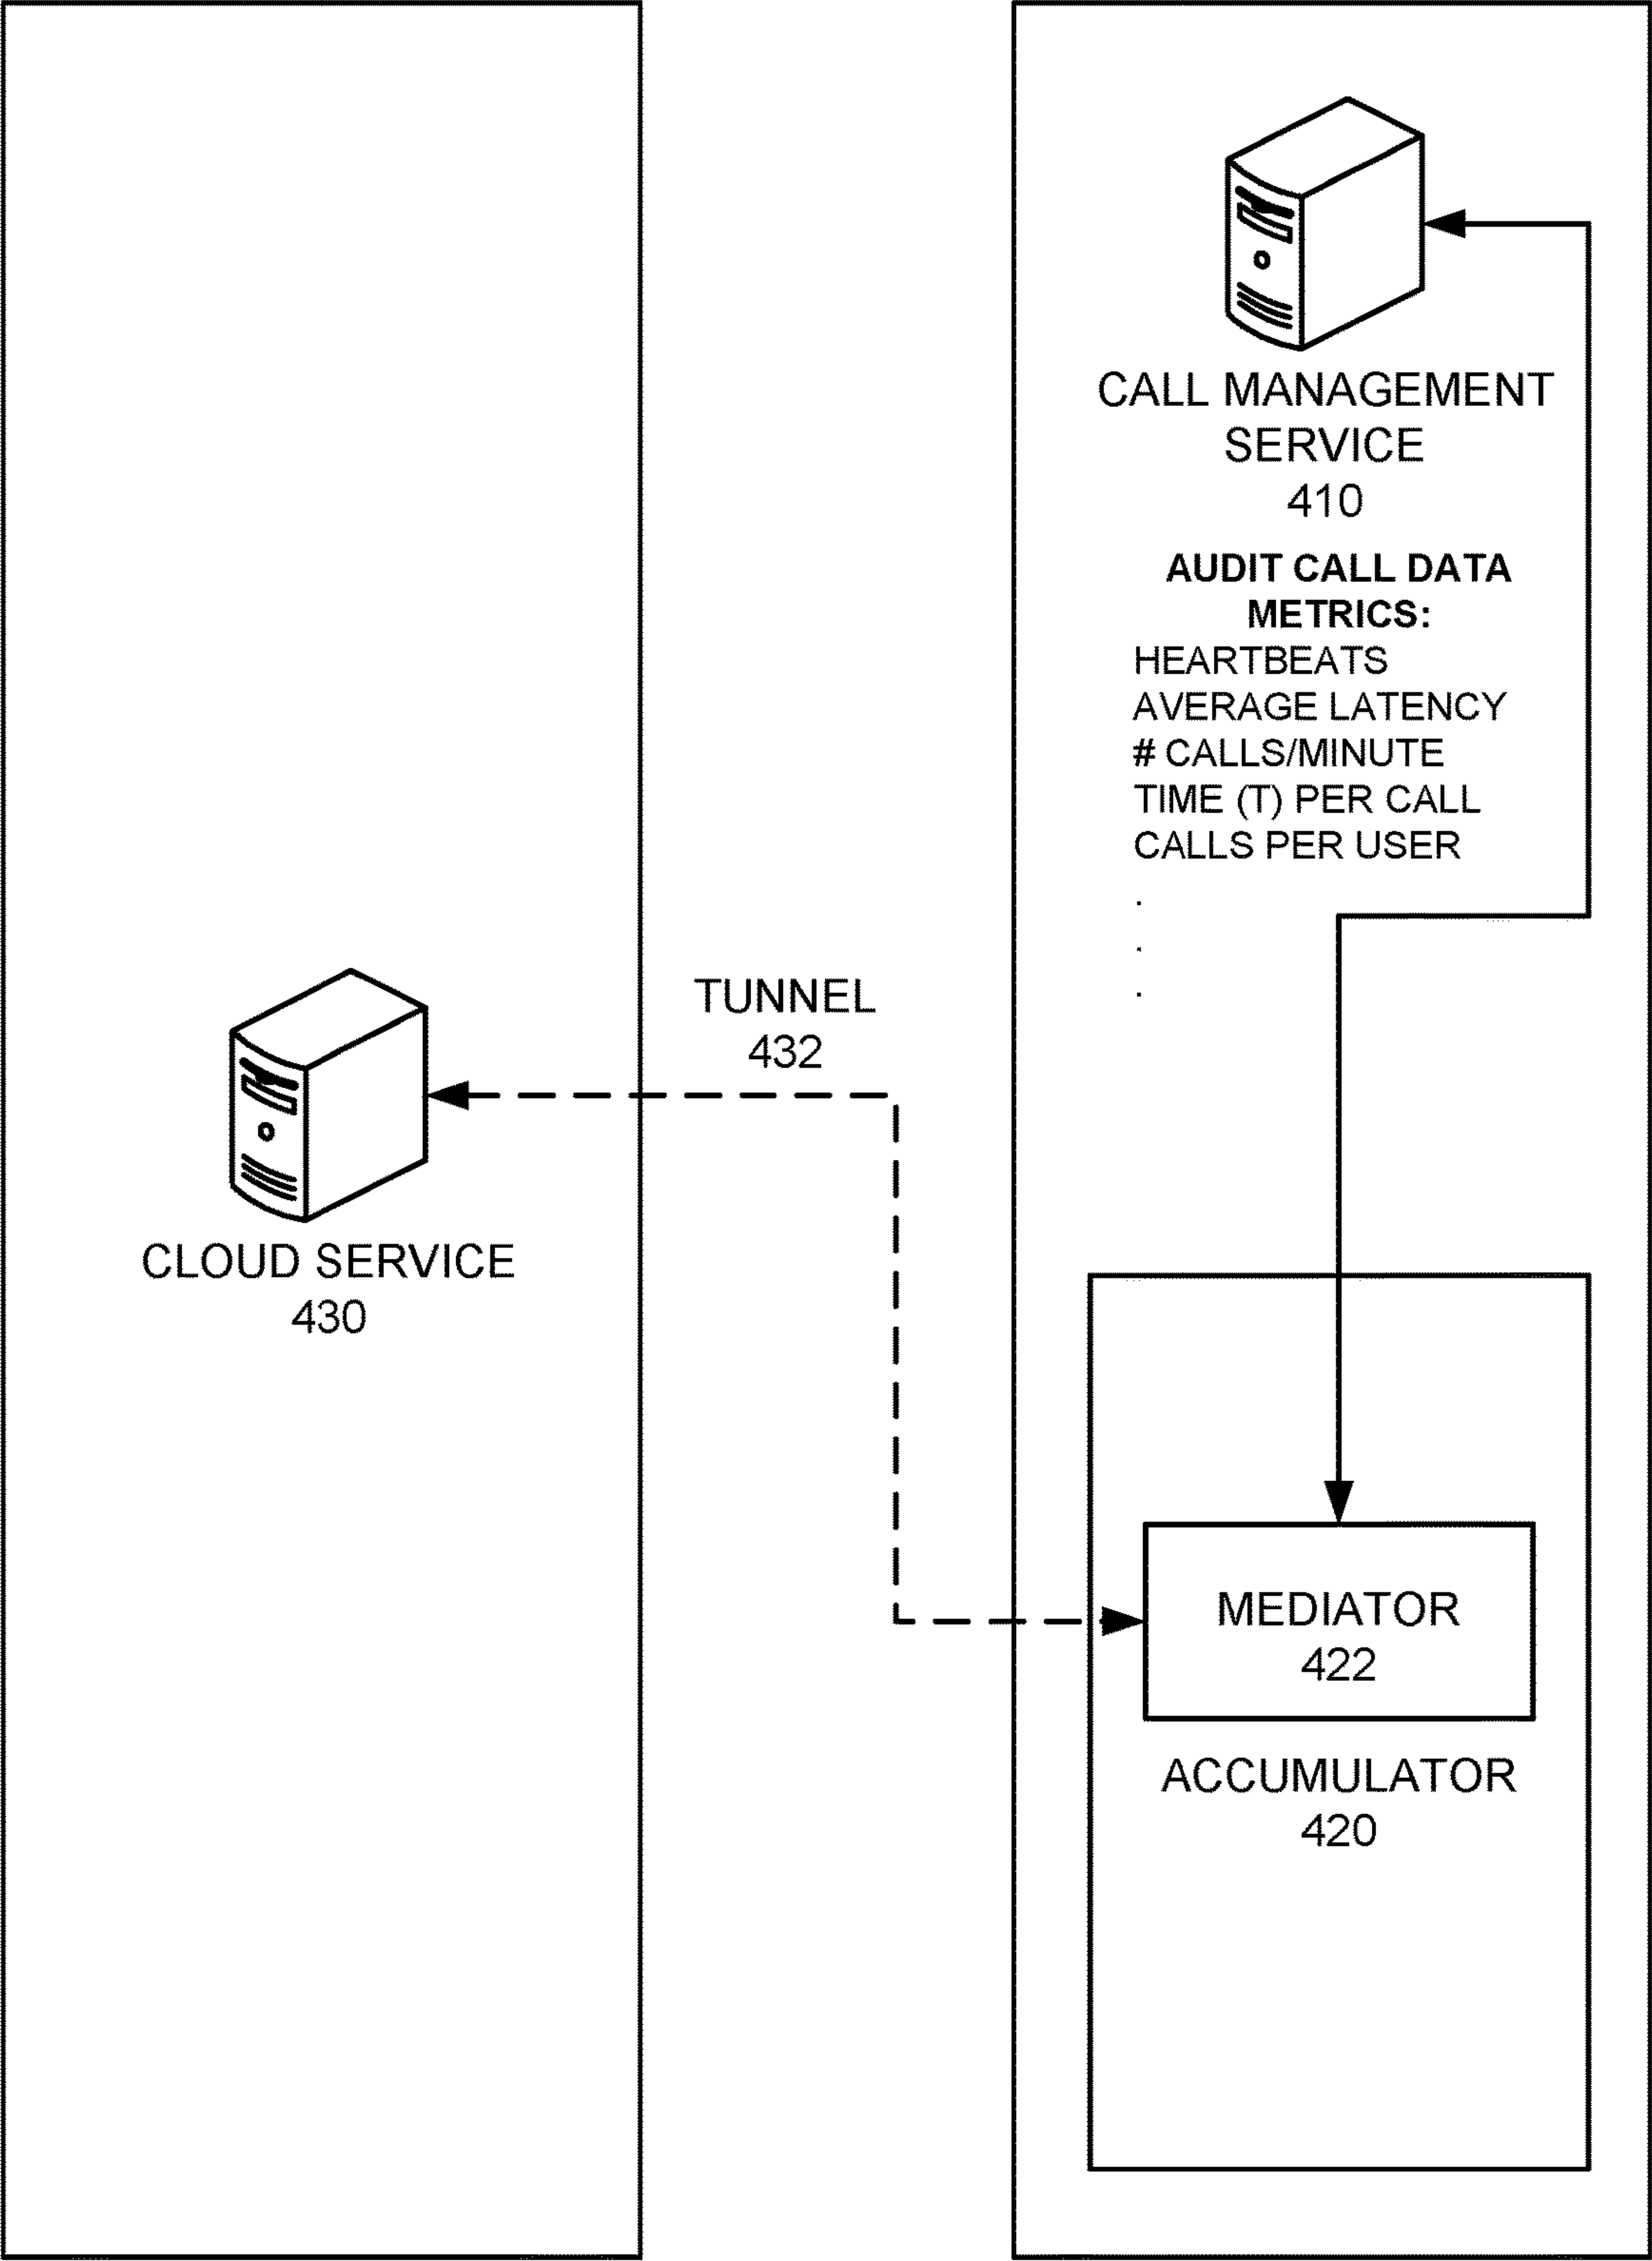 CALL MANAGEMENT
SERVICE
410
AUDIT CALL DATA
METRICS:
HEARTBEATS
AVERAGE LATENCY
# CALLS/MINUTE
TIME (T) PER CALL
CALLS PER USER
.
.
.
TUNNEL
432
CLOUD SERVICE
430
MEDIATOR
422
ACCUMULATOR
420